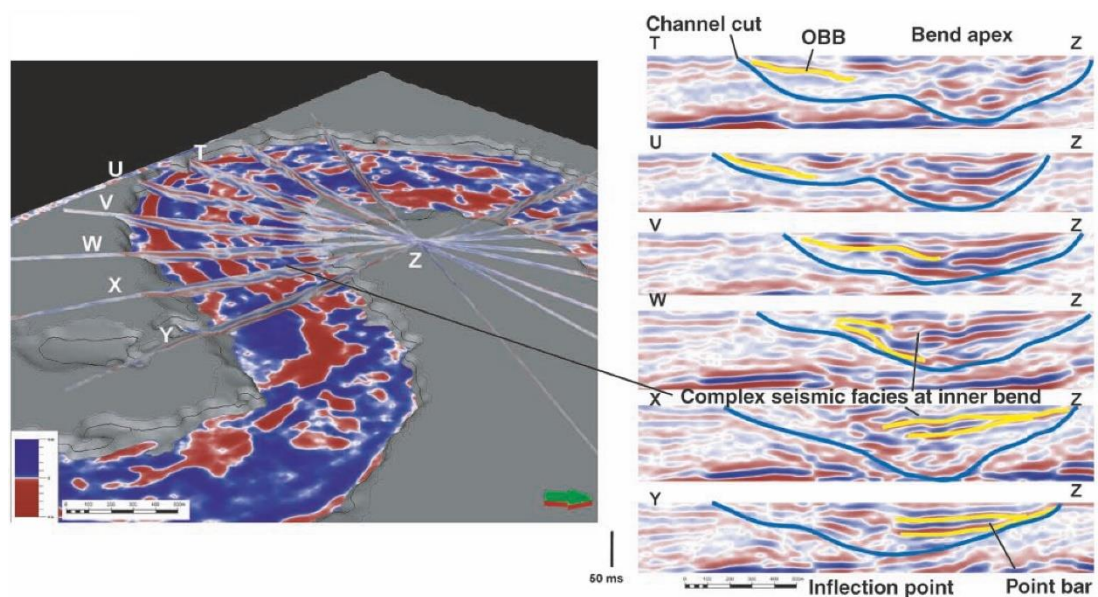 Channel cut
T
OBB
Bend apex
Z
U
Z
V
Z
W
Z
Complex seismic facies at inner bend
X
Z
Y
Z
Inflection point
Point bar
50 ms
T
U
V
W
X
Y
Z